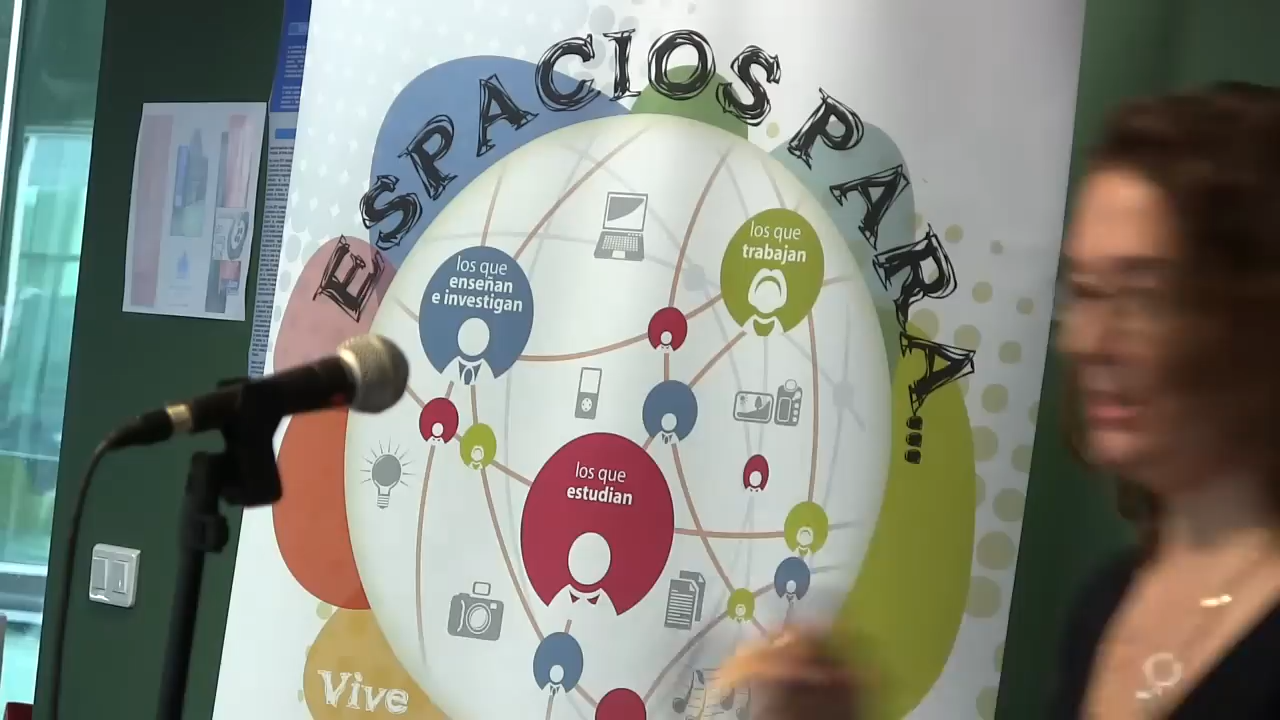 ESPACIOS PARA...
los que
enseñan
e investigan
los que
trabajan
los que
estudian
Vive